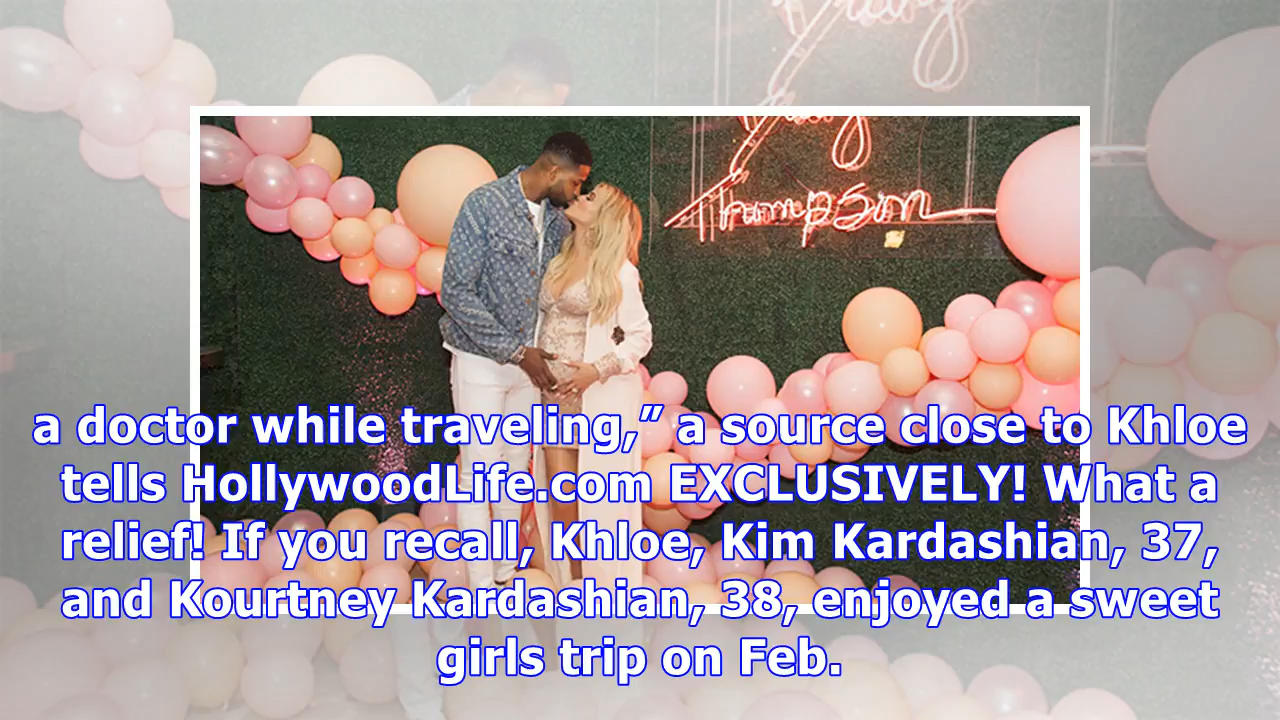 Baby
Thompson
a doctor while traveling,” a source close to Khloe
tells HollywoodLife.com EXCLUSIVELY! What a
relief! If you recall, Khloe, Kim Kardashian, 37,
and Kourtney Kardashian, 38, enjoyed a sweet
girls trip on Feb.